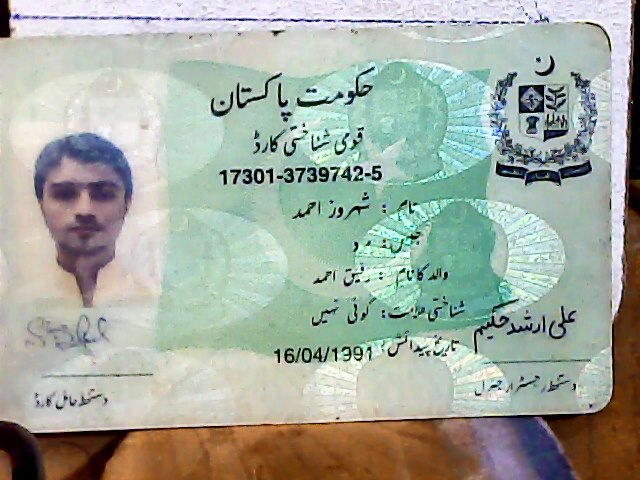 حکومت پاکستان
قومی شناختی کارڈ
17301-3739742-5
نام : شہروز احمد
جنس : مرد
والد کا نام : رفیق احمد
شناختی علامت : کوئی نہیں
تاریخ پیدائش : 16/04/1991
علی ارشد حکیم
دستخط رجسٹرار جنرل
دستخط حامل کارڈ